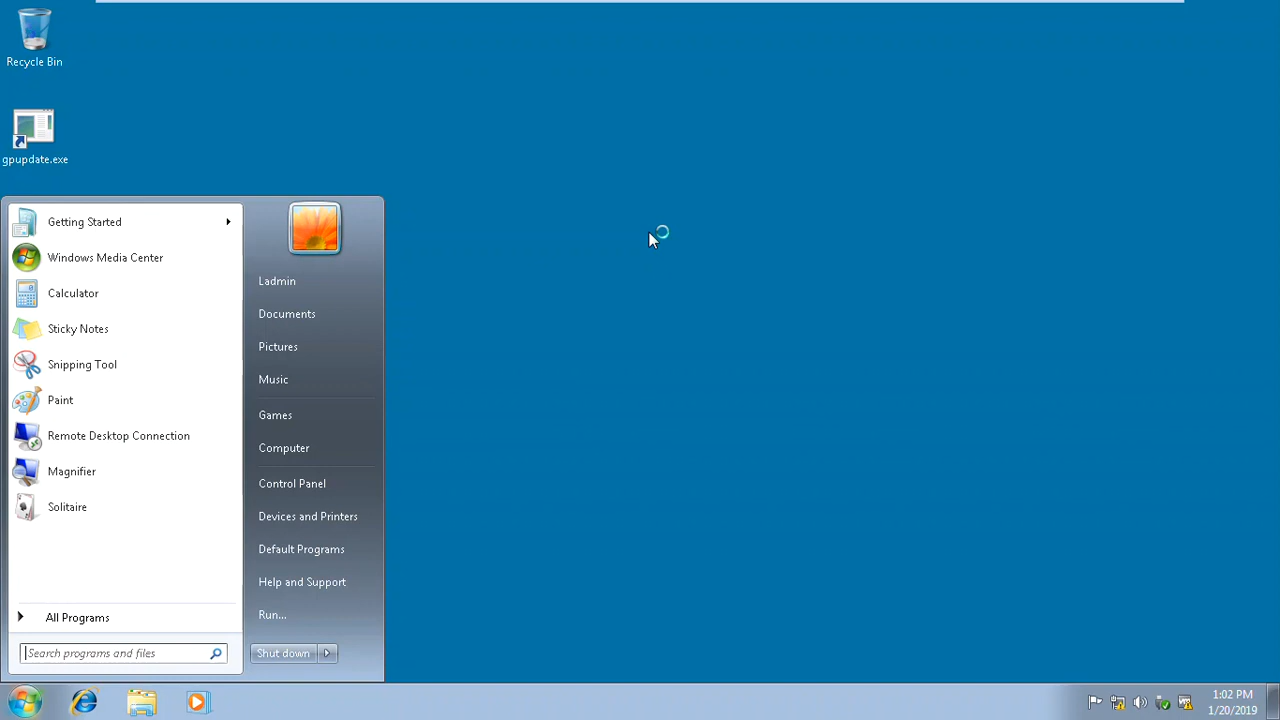 Recycle Bin
gpupdate.exe
Getting Started
Windows Media Center
Calculator
Sticky Notes
Snipping Tool
Paint
Remote Desktop Connection
Magnifier
Solitaire
All Programs
Search programs and files
Ladmin
Documents
Pictures
Music
Games
Computer
Control Panel
Devices and Printers
Default Programs
Help and Support
Run...
Shut down
1:02 PM
1/20/2019